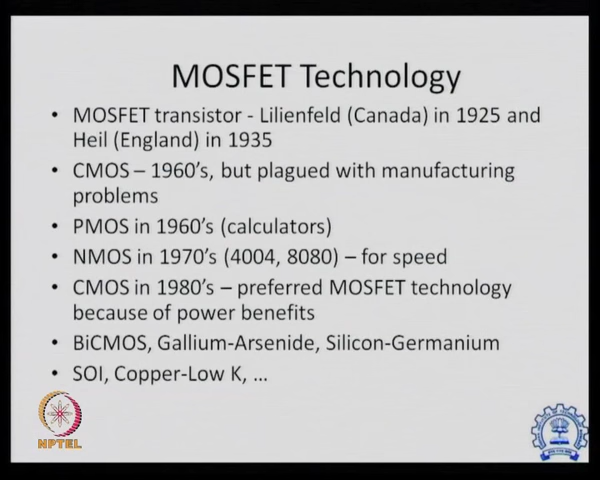 MOSFET Technology
• MOSFET transistor - Lilienfeld (Canada) in 1925 and
Heil (England) in 1935
• CMOS – 1960's, but plagued with manufacturing
problems
• PMOS in 1960's (calculators)
• NMOS in 1970's (4004, 8080) – for speed
• CMOS in 1980's – preferred MOSFET technology
because of power benefits
• BiCMOS, Gallium-Arsenide, Silicon-Germanium
• SOI, Copper-Low K, ...
NPTEL